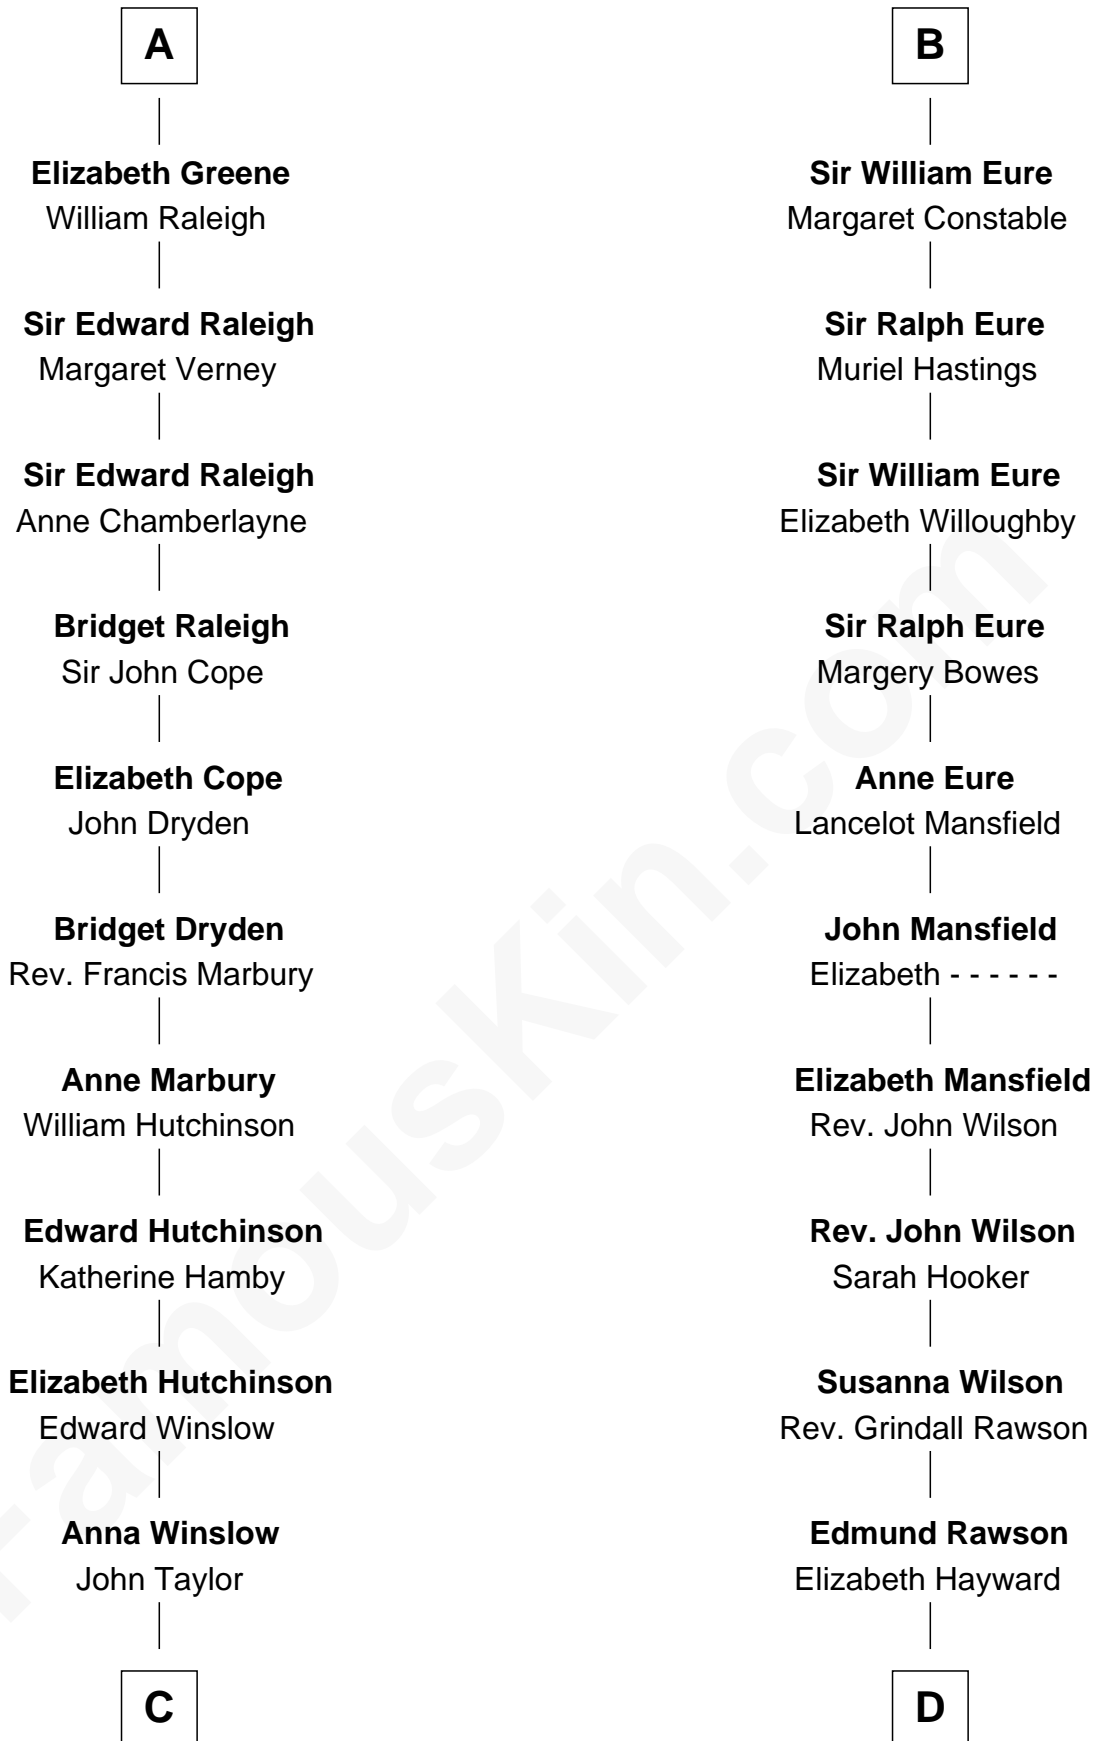 A
Elizabeth Greene
William Raleigh
Sir Edward Raleigh
Margaret Verney
Sir Edward Raleigh
Anne Chamberlayne
Bridget Raleigh
Sir John Cope
Elizabeth Cope
John Dryden
Bridget Dryden
Rev. Francis Marbury
Anne Marbury
William Hutchinson
Edward Hutchinson
Katherine Hamby
Elizabeth Hutchinson
Edward Winslow
Anna Winslow
John Taylor
C
B
Sir William Eure
Margaret Constable
Sir Ralph Eure
Muriel Hastings
Sir William Eure
Elizabeth Willoughby
Sir Ralph Eure
Margery Bowes
Anne Eure
Lancelot Mansfield
John Mansfield
Elizabeth - - - - - -
Elizabeth Mansfield
Rev. John Wilson
Rev. John Wilson
Sarah Hooker
Susanna Wilson
Rev. Grindall Rawson
Edmund Rawson
Elizabeth Hayward
D
FamousKin.com